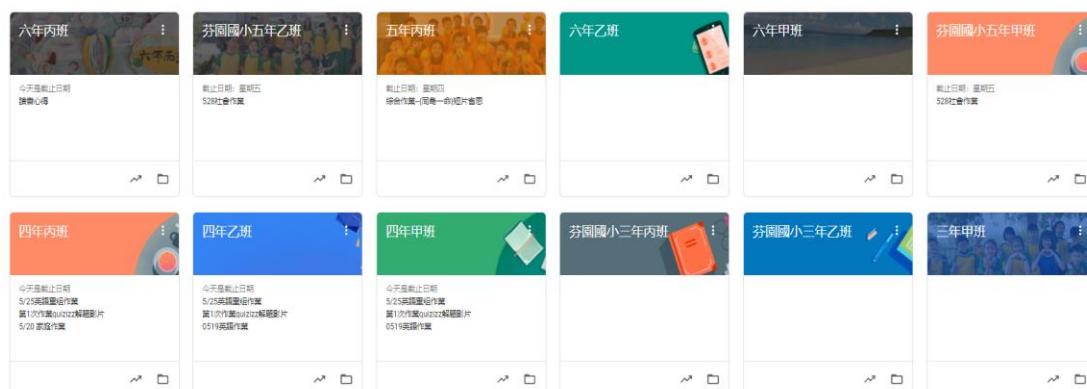 六年丙班
芬園國小五年乙班
五年丙班
六年乙班
六年甲班
芬園國小五年甲班
今天是截止日期
讀書心得
截止日期：星期五
528社會作業
截止日期：星期四
綜合作業--(同島一命)短片省思
截止日期：星期五
528社會作業
四年丙班
四年乙班
四年甲班
芬園國小三年丙班
芬園國小三年乙班
三年甲班
今天是截止日期
5/25英語重組作業
第1次作業quizizz解題影片
5/20 家庭作業
今天是截止日期
5/25英語重組作業
第1次作業quizizz解題影片
0519英語作業
今天是截止日期
5/25英語重組作業
第1次作業quizizz解題影片
0519英語作業